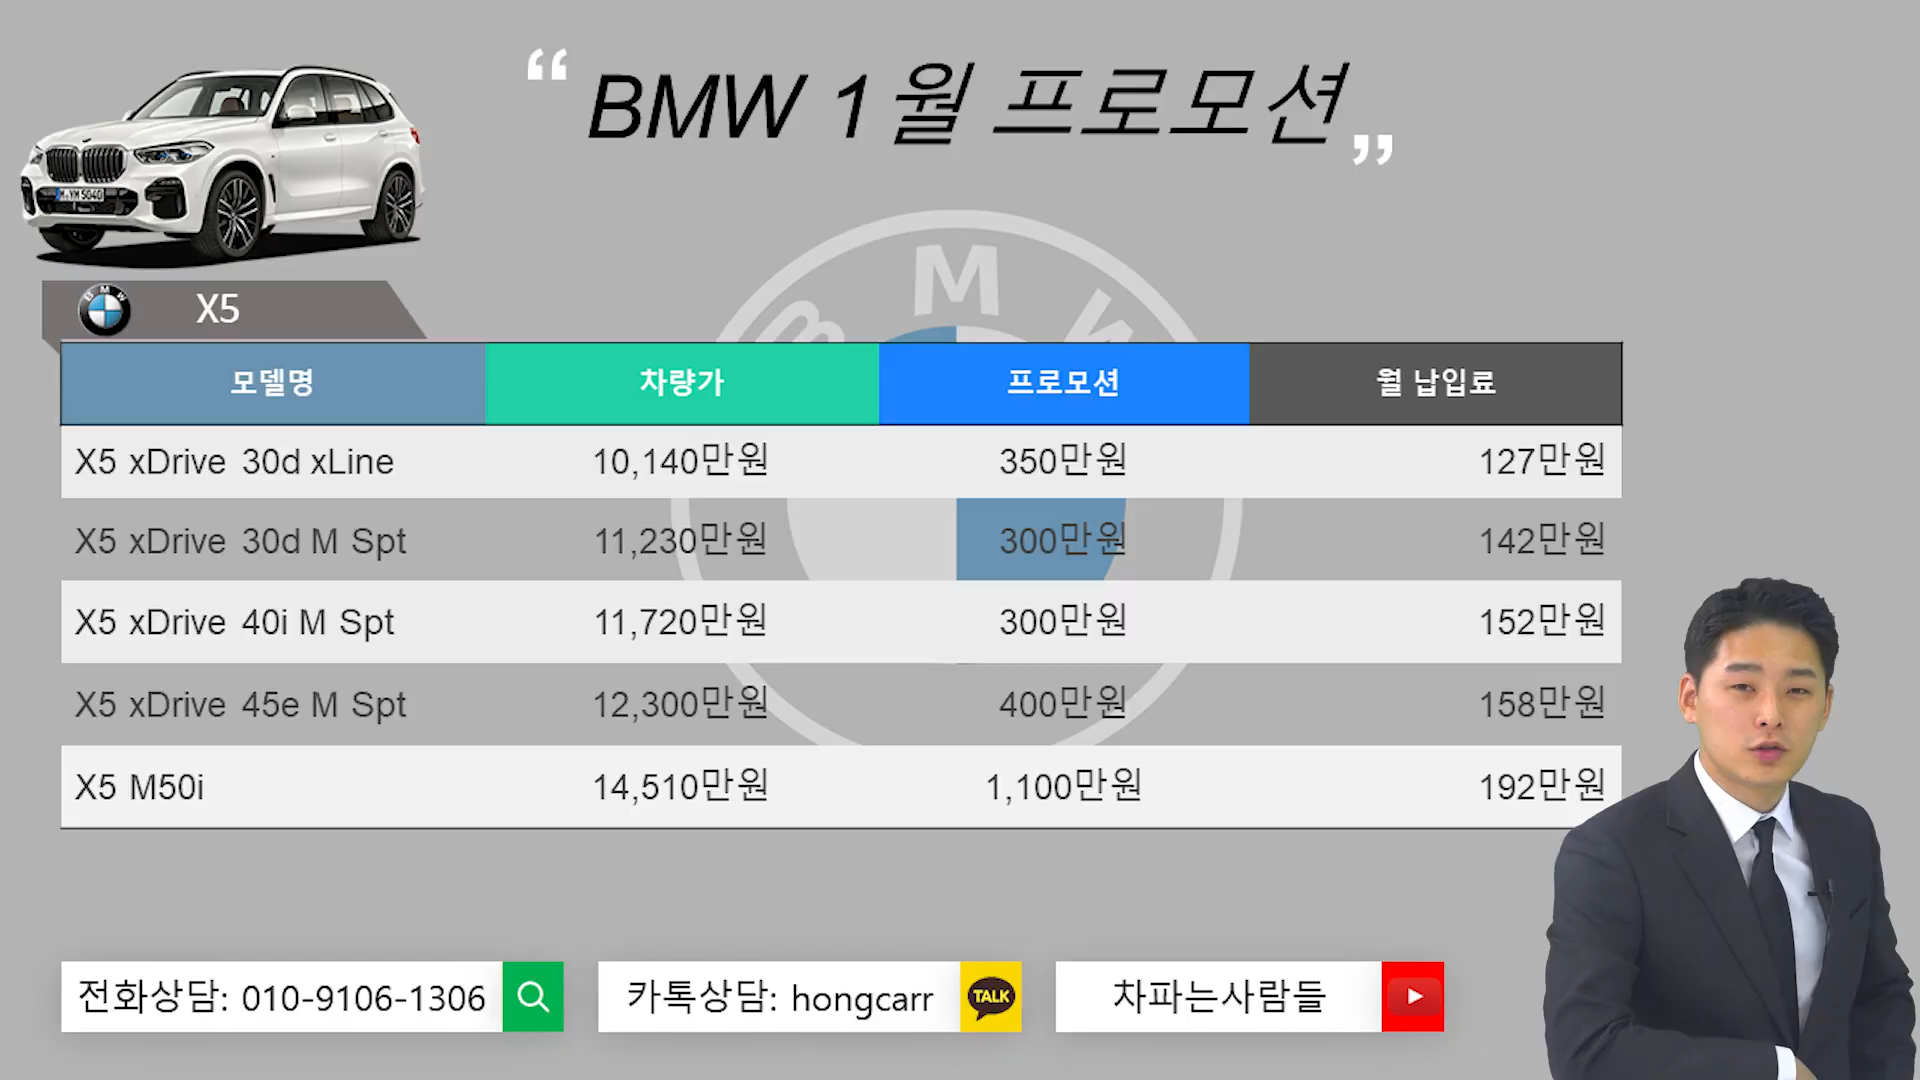 “ BMW 1월 프로모션 ”
M·YM 5040
BMW
X5
모델명 차량가 프로모션 월 납입료
X5 xDrive 30d xLine 10,140만원 350만원 127만원
X5 xDrive 30d M Spt 11,230만원 300만원 142만원
X5 xDrive 40i M Spt 11,720만원 300만원 152만원
X5 xDrive 45e M Spt 12,300만원 400만원 158만원
X5 M50i 14,510만원 1,100만원 192만원
BMW
전화상담: 010-9106-1306
카톡상담: hongcarr TALK
차파는사람들